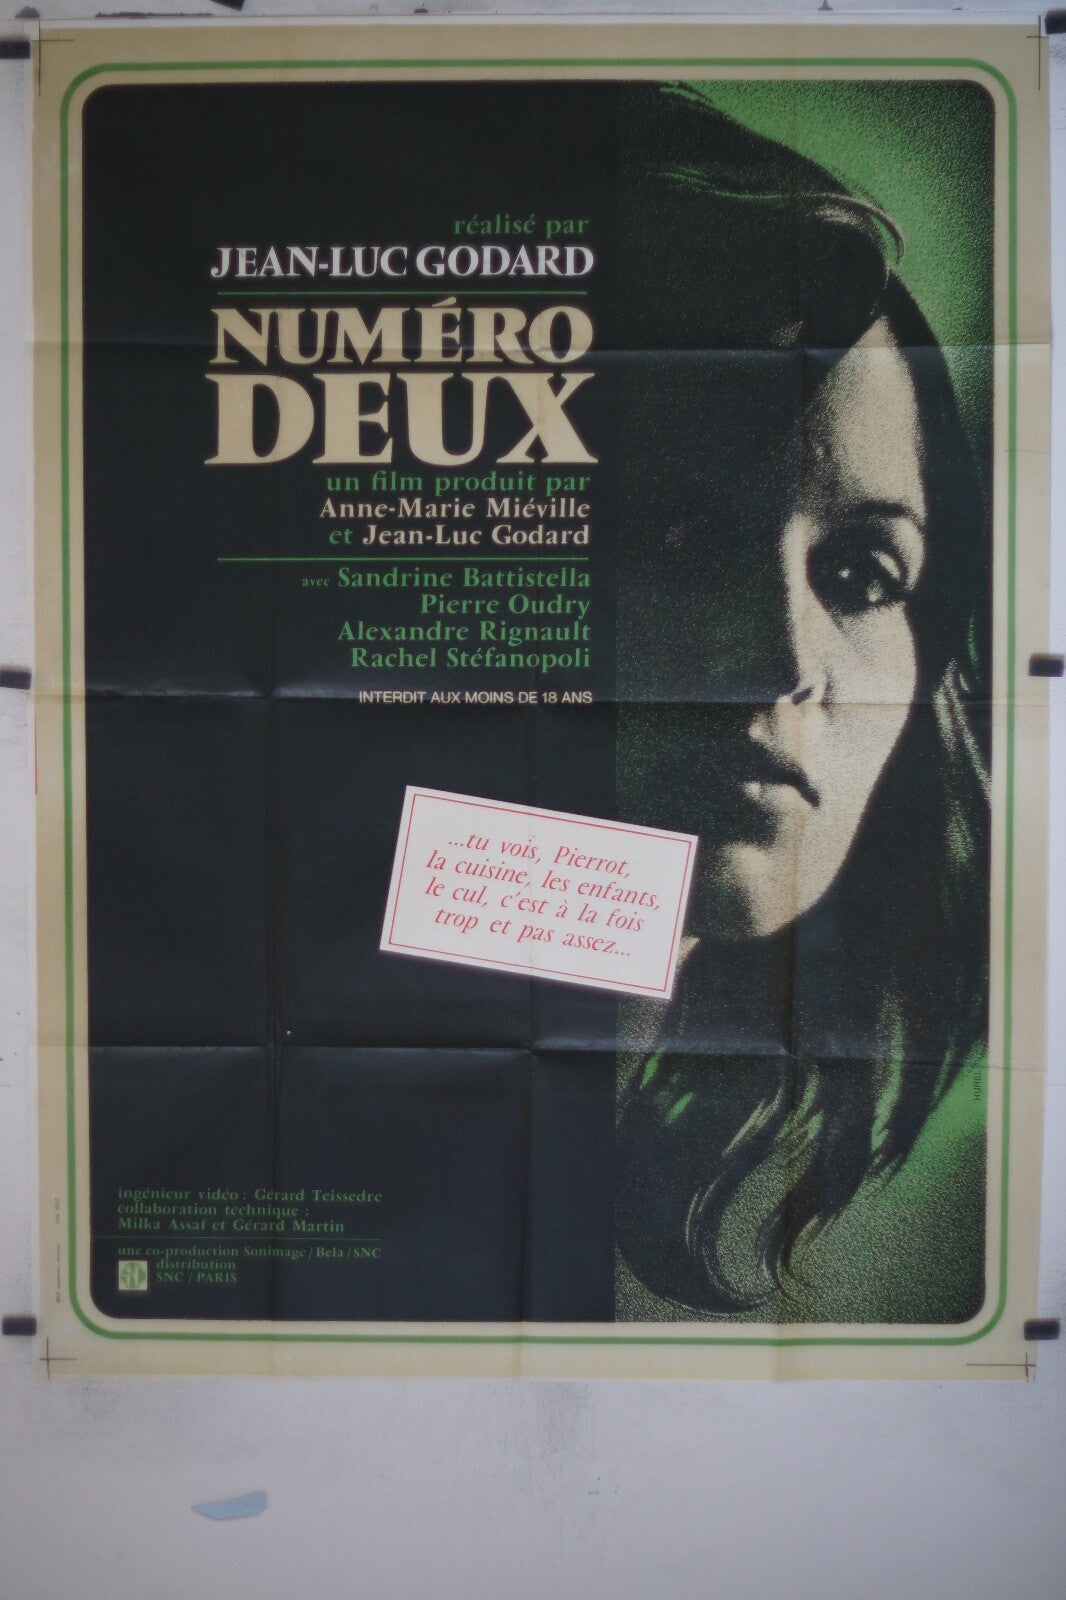 réalisé par
JEAN-LUC GODARD
NUMÉRO
DEUX
un film produit par
Anne-Marie Miéville
et Jean-Luc Godard
avec Sandrine Battistella
Pierre Oudry
Alexandre Rignault
Rachel Stéfanopoli
INTERDIT AUX MOINS DE 18 ANS
...tu vois, Pierrot,
la cuisine, les enfants,
le cul, c'est à la fois
trop et pas assez...
HUREL
ingénieur vidéo : Gérard Teissedre
collaboration technique :
Milka Assaf et Gérard Martin
une co-production Sonimage / Bela / SNC
distribution
SNC / PARIS